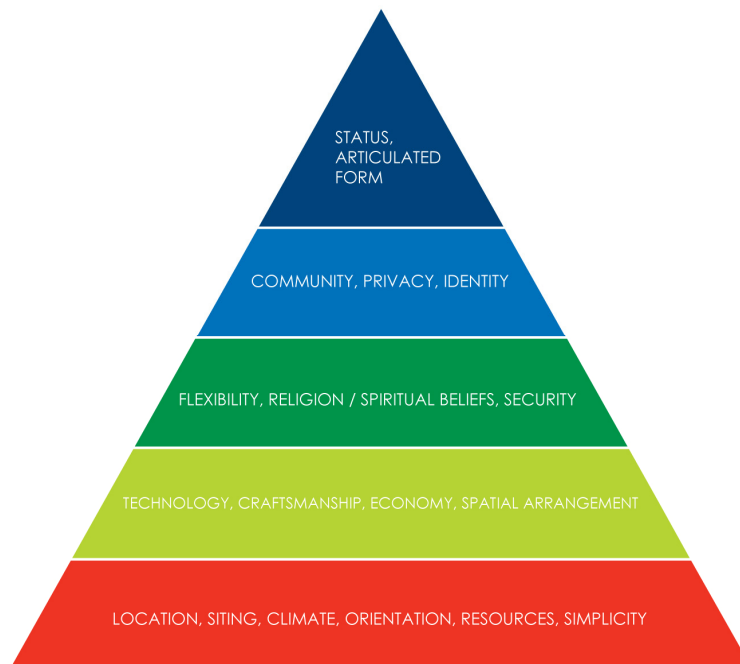 STATUS,
ARTICULATED
FORM
COMMUNITY, PRIVACY, IDENTITY
FLEXIBILITY, RELIGION / SPIRITUAL BELIEFS, SECURITY
TECHNOLOGY, CRAFTSMANSHIP, ECONOMY, SPATIAL ARRANGEMENT
LOCATION, SITING, CLIMATE, ORIENTATION, RESOURCES, SIMPLICITY